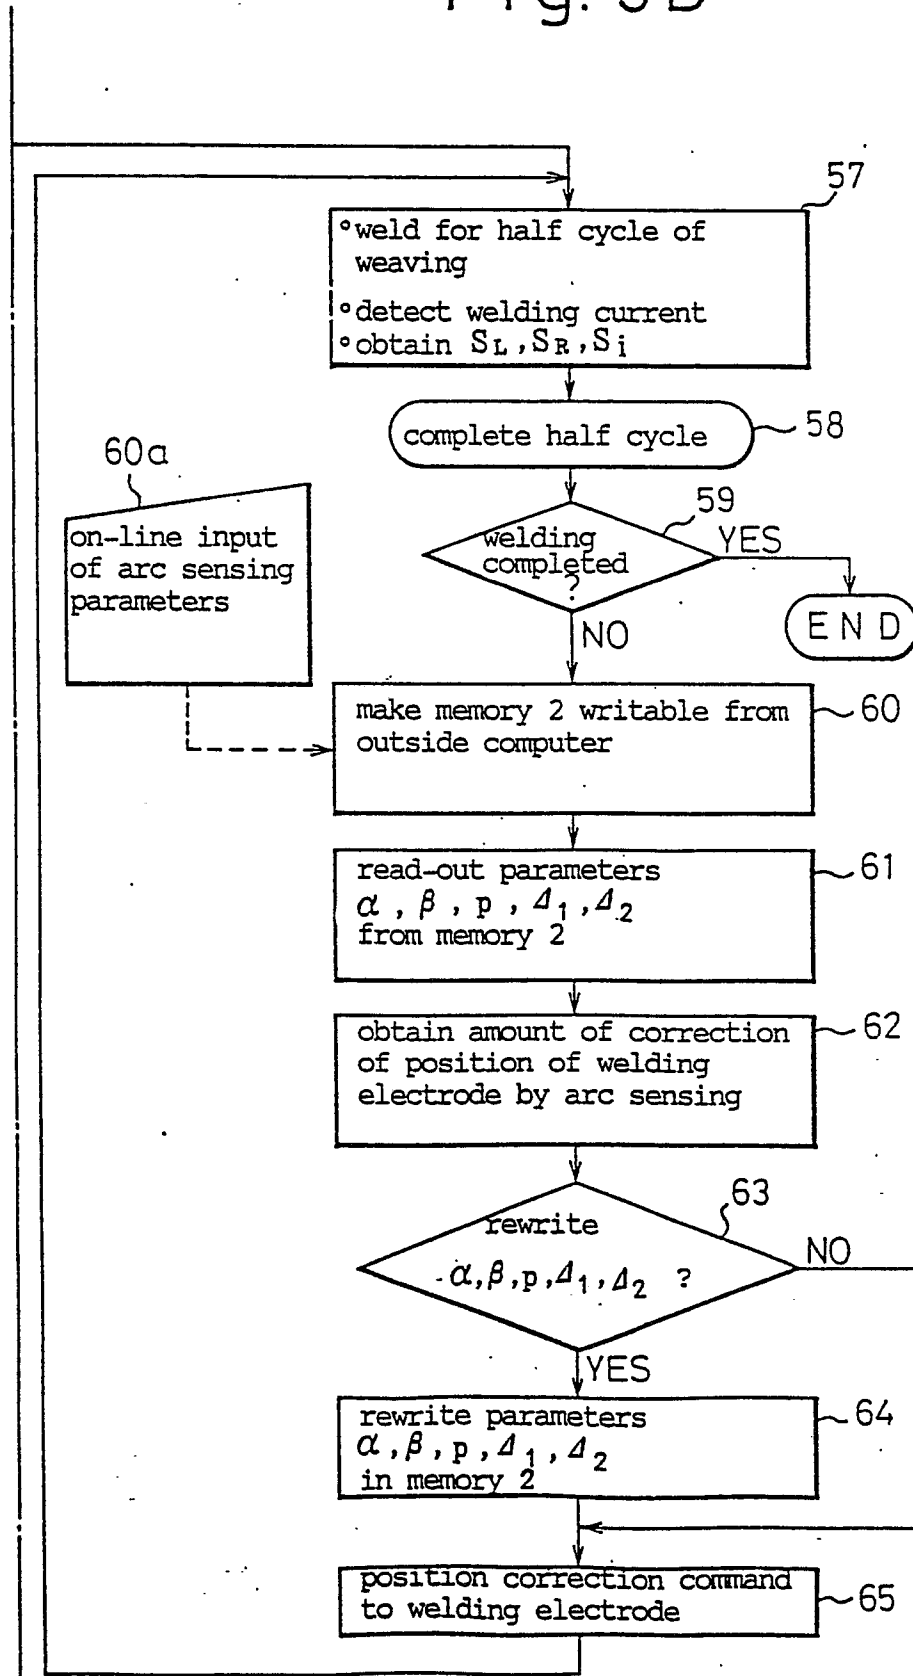 Fig. 5B
57
°weld for half cycle of
weaving
°detect welding current
°obtain SL, SR, Si
complete half cycle
58
60a
on-line input
of arc sensing
parameters
59
welding
completed
?
YES
END
NO
make memory 2 writable from
outside computer
60
read-out parameters
α, β, p, Δ1, Δ2
from memory 2
61
obtain amount of correction
of position of welding
electrode by arc sensing
62
63
rewrite
α, β, p, Δ1, Δ2 ?
NO
YES
rewrite parameters
α, β, p, Δ1, Δ2
in memory 2
64
position correction command
to welding electrode
65